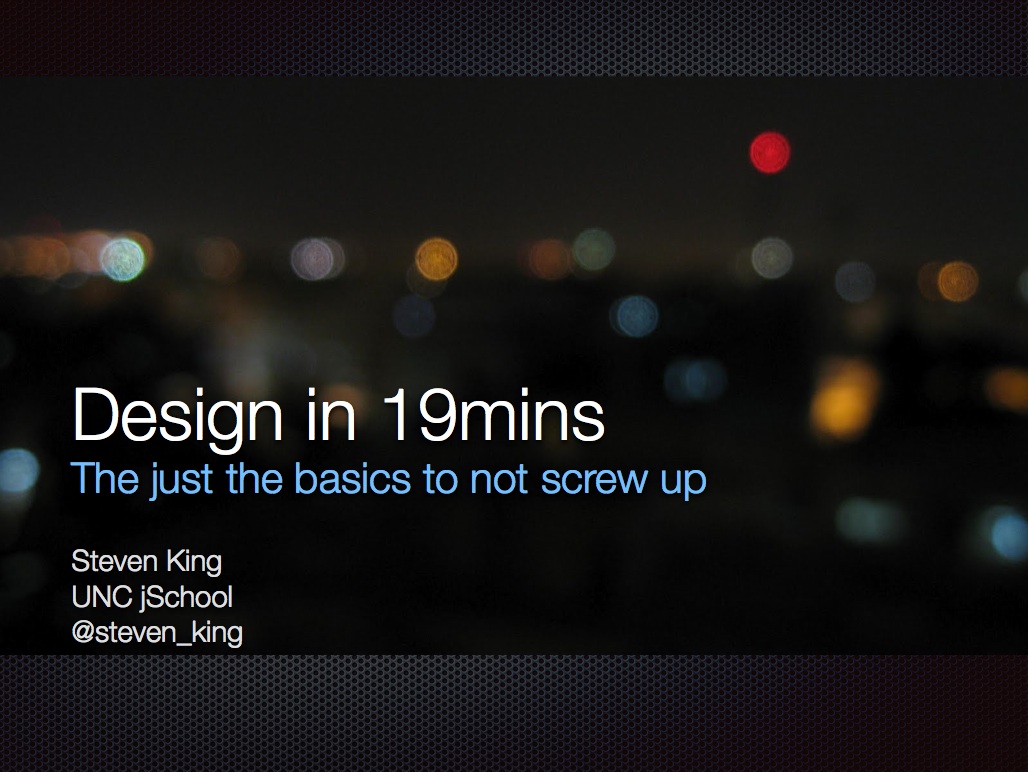 Design in 19mins
The just the basics to not screw up
Steven King
UNC jSchool
@steven_king